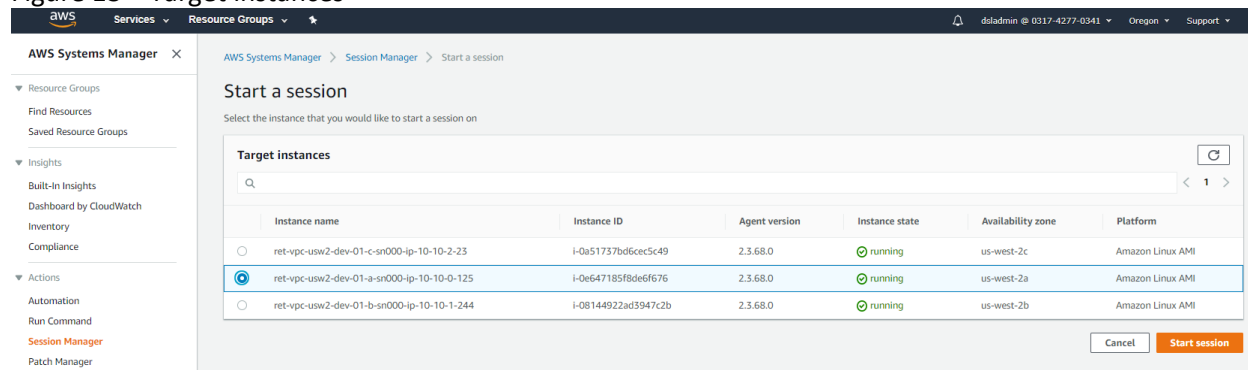 aws Services Resource Groups dsladmin @ 0317-4277-0341 Oregon Support
AWS Systems Manager
AWS Systems Manager > Session Manager > Start a session
Resource Groups
Find Resources
Saved Resource Groups
Insights
Built-In Insights
Dashboard by CloudWatch
Inventory
Compliance
Actions
Automation
Run Command
Session Manager
Patch Manager
Start a session
Select the instance that you would like to start a session on
Target instances
< 1 >
Instance name Instance ID Agent version Instance state Availability zone Platform
ret-vpc-usw2-dev-01-c-sn000-ip-10-10-2-23 i-0a51737bd6cec5c49 2.3.68.0 running us-west-2c Amazon Linux AMI
ret-vpc-usw2-dev-01-a-sn000-ip-10-10-0-125 i-0e647185f8de6f676 2.3.68.0 running us-west-2a Amazon Linux AMI
ret-vpc-usw2-dev-01-b-sn000-ip-10-10-1-244 i-08144922ad3947c2b 2.3.68.0 running us-west-2b Amazon Linux AMI
Cancel Start session